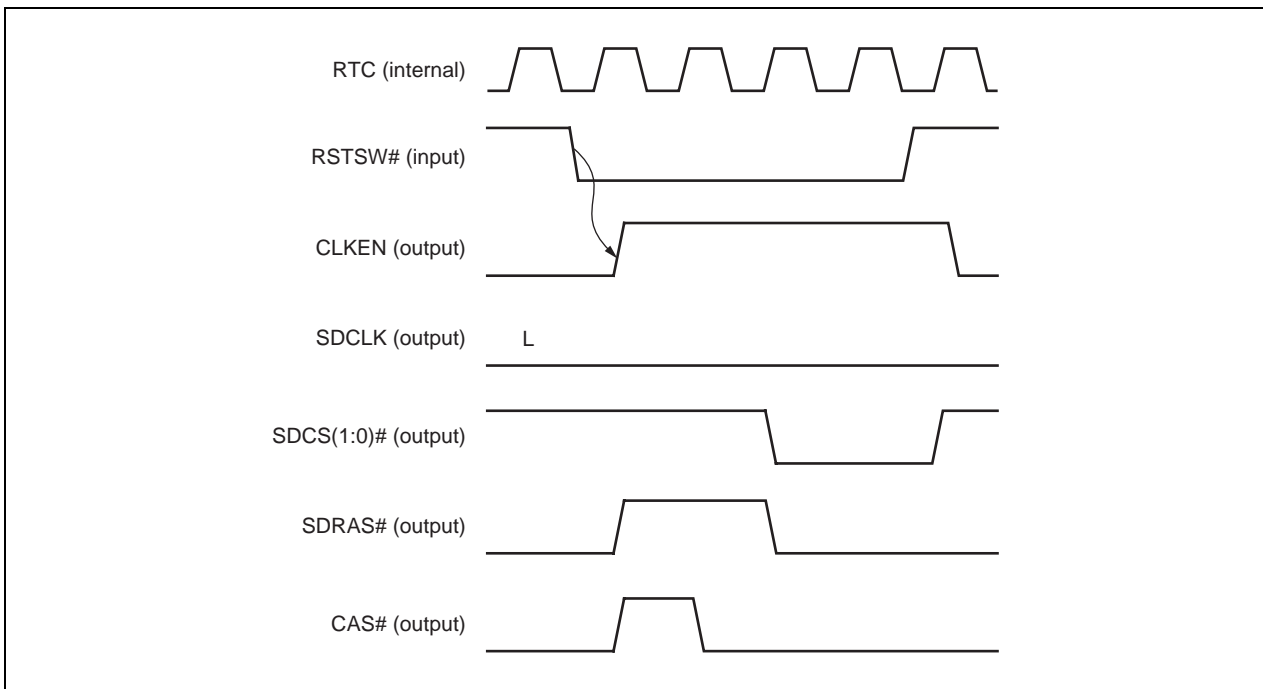 RTC (internal)
RSTSW# (input)
CLKEN (output)
SDCLK (output) L
SDCS(1:0)# (output)
SDRAS# (output)
CAS# (output)